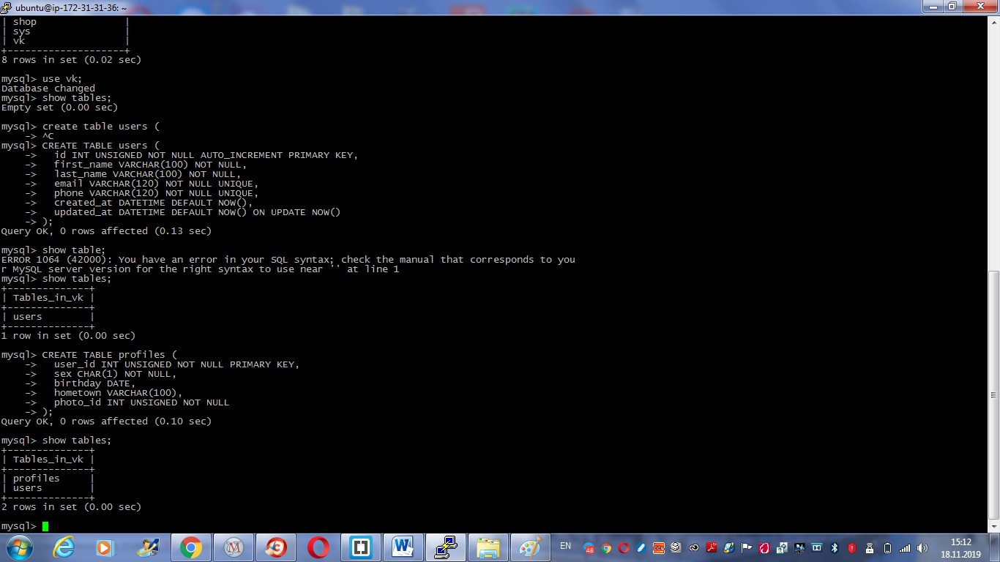 ubuntu@ip-172-31-31-36: ~
| shop               |
| sys                |
| vk                 |
+--------------------+
8 rows in set (0.02 sec)
mysql> use vk;
Database changed
mysql> show tables;
Empty set (0.00 sec)
mysql> create table users (
    -> ^C
mysql> CREATE TABLE users (
    ->   id INT UNSIGNED NOT NULL AUTO_INCREMENT PRIMARY KEY,
    ->   first_name VARCHAR(100) NOT NULL,
    ->   last_name VARCHAR(100) NOT NULL,
    ->   email VARCHAR(120) NOT NULL UNIQUE,
    ->   phone VARCHAR(120) NOT NULL UNIQUE,
    ->   created_at DATETIME DEFAULT NOW(),
    ->   updated_at DATETIME DEFAULT NOW() ON UPDATE NOW()
    -> );
Query OK, 0 rows affected (0.13 sec)
mysql> show table;
ERROR 1064 (42000): You have an error in your SQL syntax; check the manual that corresponds to you
r MySQL server version for the right syntax to use near '' at line 1
mysql> show tables;
+--------------+
| Tables_in_vk |
+--------------+
| users        |
+--------------+
1 row in set (0.00 sec)
mysql> CREATE TABLE profiles (
    ->   user_id INT UNSIGNED NOT NULL PRIMARY KEY,
    ->   sex CHAR(1) NOT NULL,
    ->   birthday DATE,
    ->   hometown VARCHAR(100),
    ->   photo_id INT UNSIGNED NOT NULL
    -> );
Query OK, 0 rows affected (0.10 sec)
mysql> show tables;
+--------------+
| Tables_in_vk |
+--------------+
| profiles     |
| users        |
+--------------+
2 rows in set (0.00 sec)
mysql>
EN
48
CCW
15:12
18.11.2019